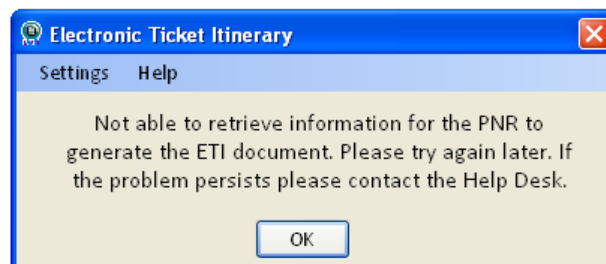 Electronic Ticket Itinerary
Settings Help
Not able to retrieve information for the PNR to
generate the ETI document. Please try again later. If
the problem persists please contact the Help Desk.
OK